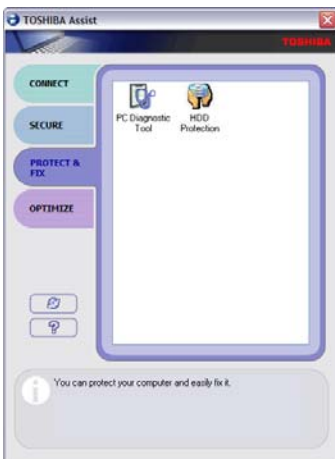 TOSHIBA Assist
TOSHIBA
CONNECT
SECURE
PROTECT &
FIX
OPTIMIZE
PC Diagnostic
Tool
HDD
Protection
?
i
You can protect your computer and easily fix it.